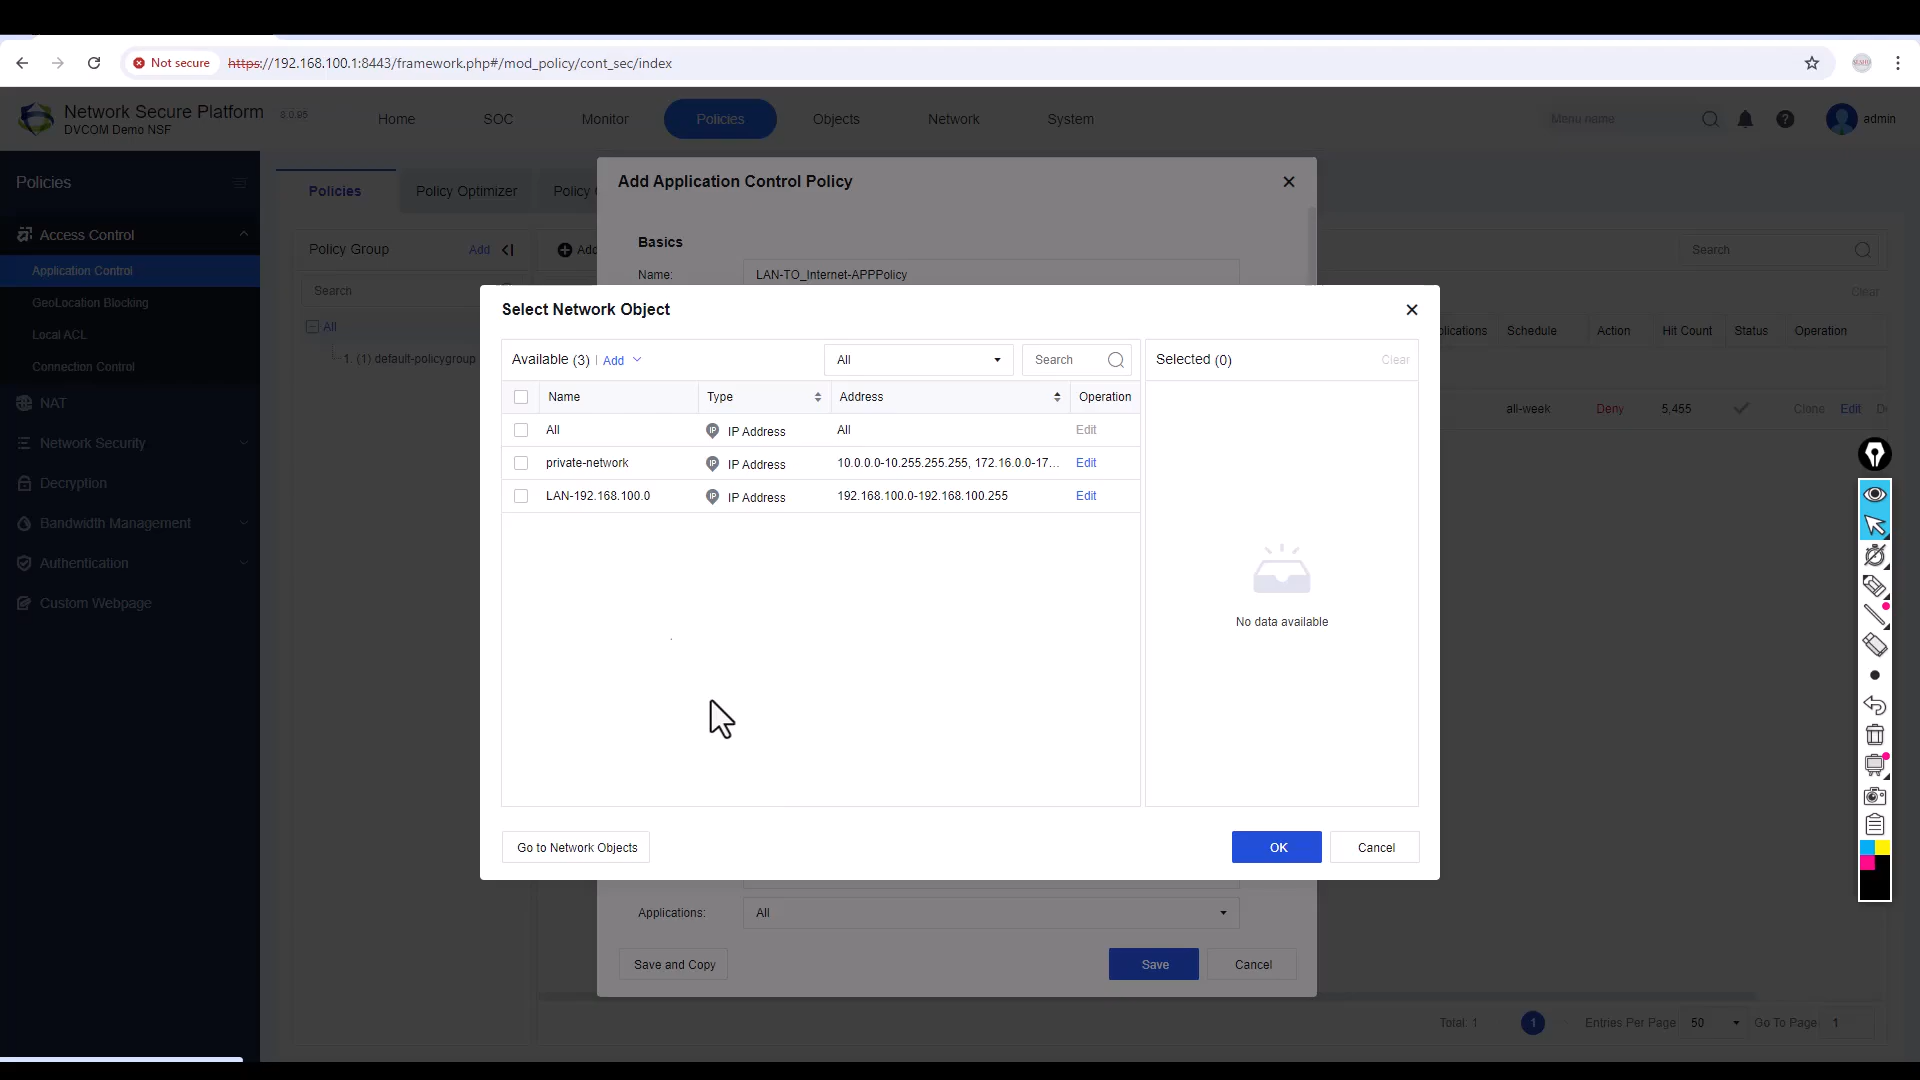 Not secure https://192.168.100.1:8443/framework.php#/mod_policy/cont_sec/index
Network Secure Platform 8.0.95
DVCOM Demo NSF
Home SOC Monitor Policies Objects Network System Menu name admin
Policies
Access Control
Application Control
GeoLocation Blocking
Local ACL
Connection Control
NAT
Network Security
Decryption
Bandwidth Management
Authentication
Custom Webpage
Policies Policy Optimizer Policy
Policy Group Add
Search
All
1. (1) default-policygroup
Add
Search
Clear
Schedule Action Hit Count Status Operation
all-week Deny 5,455 Clone Edit
Add Application Control Policy
Basics
Name: LAN-TO_Internet-APPPolicy
Select Network Object
Available (3) Add All Search
Name Type Address Operation
All IP Address All Edit
private-network IP Address 10.0.0.0-10.255.255.255, 172.16.0.0-17... Edit
LAN-192.168.100.0 IP Address 192.168.100.0-192.168.100.255 Edit
Selected (0) Clear
No data available
Go to Network Objects OK Cancel
Applications: All
Save and Copy Save Cancel
Total: 1 1 Entries Per Page 50 Go To Page 1